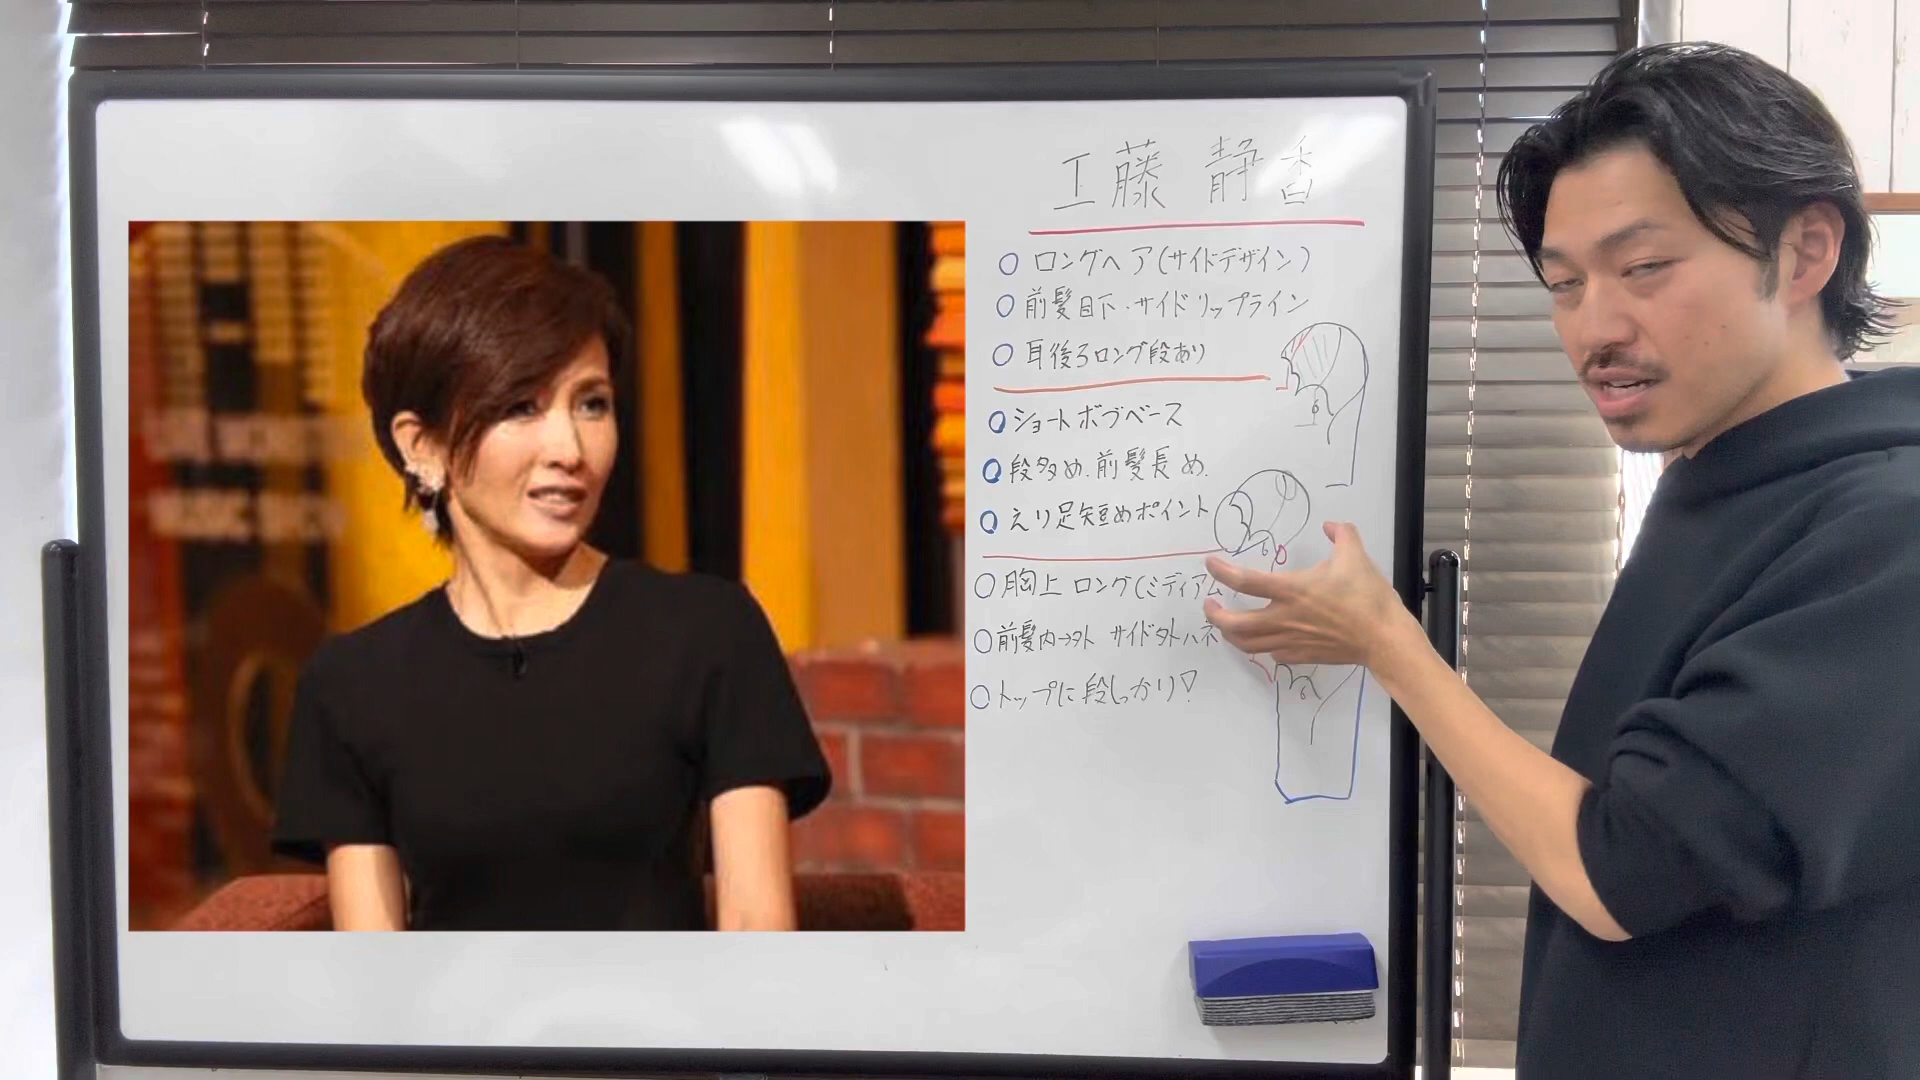 工藤 静香
○ ロングヘア(サイドデザイン)
○ 前髪目下・サイドリップライン
○ 耳後ろロング段あり
○ ショートボブベース
○ 段多め.前髪長め.
○ えり足短めポイント
○ 胸上 ロング(ミディアム
○ 前髪内→外 サイド外ハネ
○ トップに段しっかり!